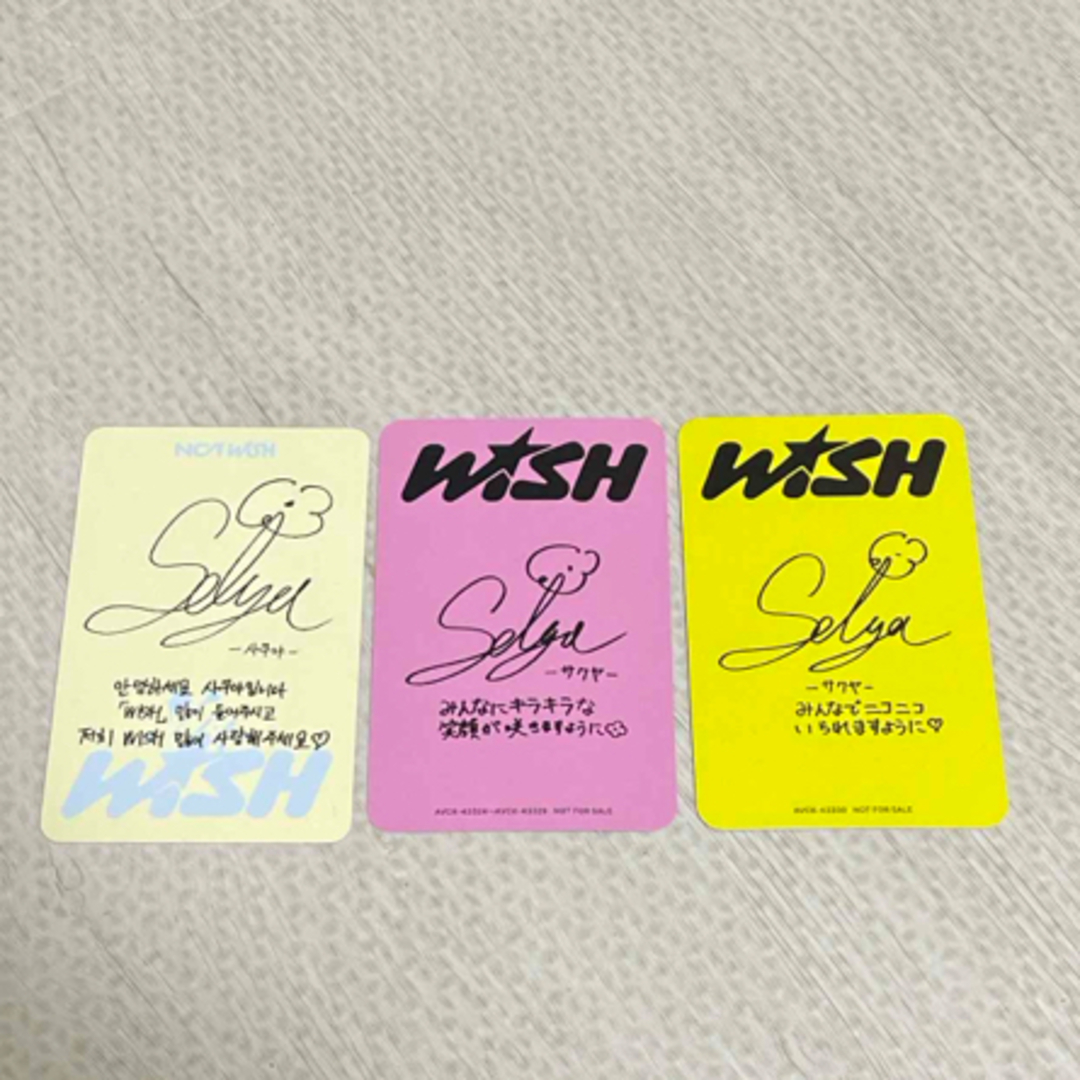 NCT WISH
Sakuya
-사쿠야-
안녕하세요 사쿠야입니다
「WISH」 많이 들어주시고
저희 WISH 많이 사랑해주세요♡
WISH
WISH
Sakuya
-サクヤ-
みんなにキラキラな
笑顔が咲きますように
NOT FOR SALE
WISH
Sakuya
-サクヤ-
みんなでニコニコ
いられますように♡
NOT FOR SALE